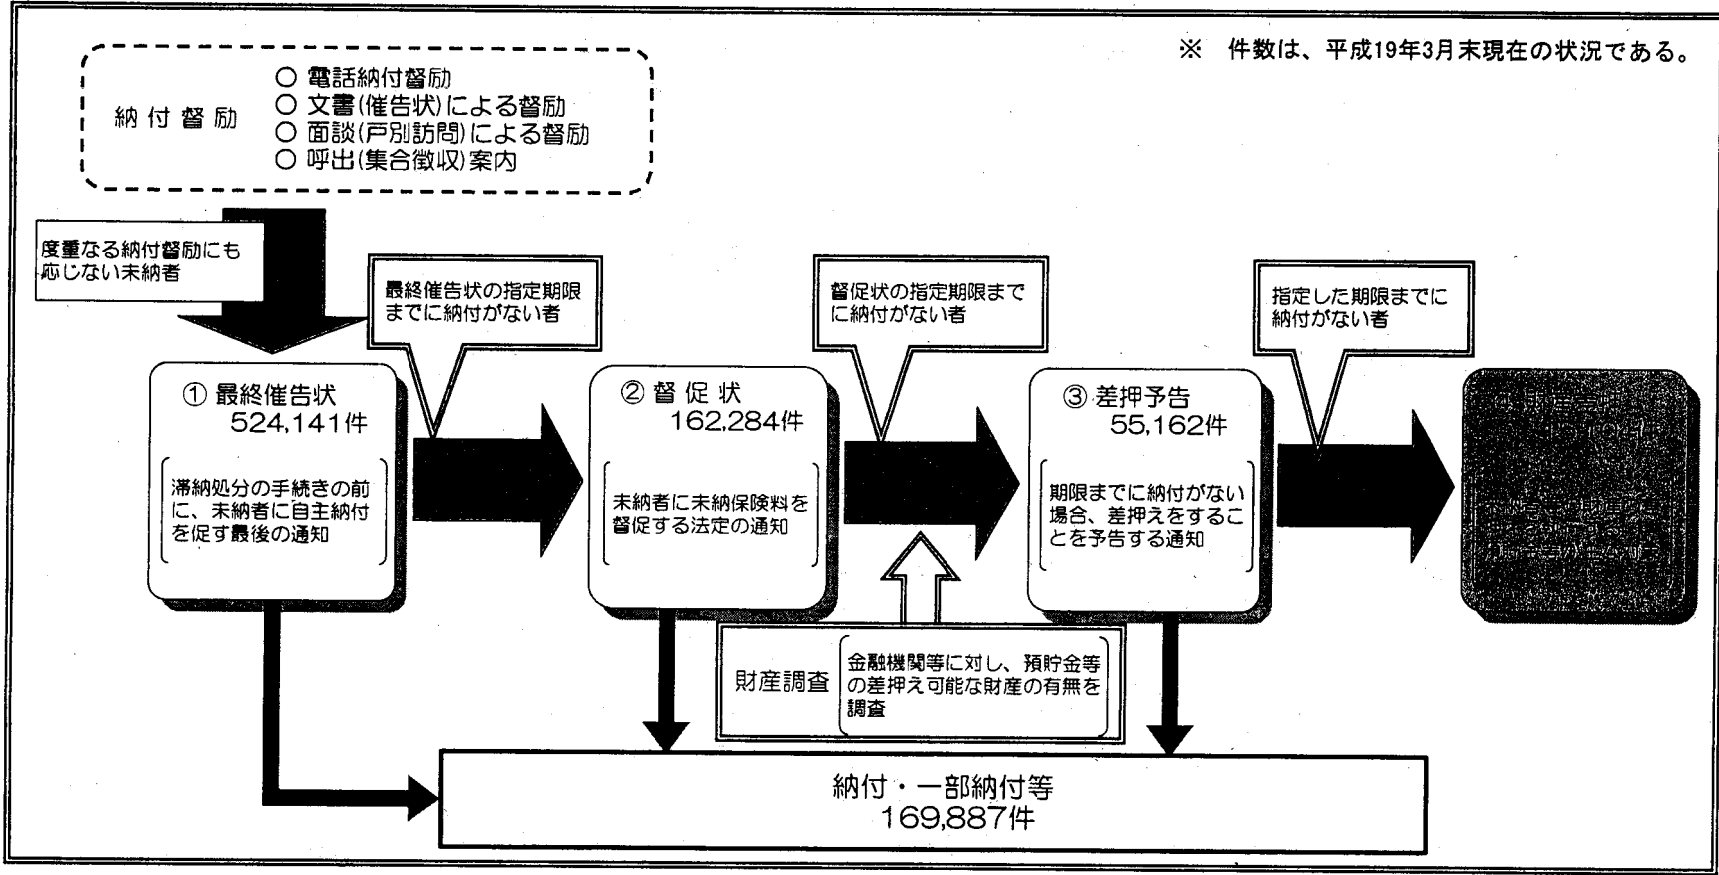 ※ 件数は、平成19年3月末現在の状況である。
納付督励
○ 電話納付督励
○ 文書(催告状)による督励
○ 面談(戸別訪問)による督励
○ 呼出(集合徴収)案内
度重なる納付督励にも
応じない未納者
最終催告状の指定期限
までに納付がない者
督促状の指定期限まで
に納付がない者
指定した期限までに
納付がない者
① 最終催告状
524,141件
滞納処分の手続きの前
に、未納者に自主納付
を促す最後の通知
② 督促状
162,284件
未納者に未納保険料を
督促する法定の通知
③ 差押予告
55,162件
期限までに納付がない
場合、差押えをするこ
とを予告する通知
財産調査
金融機関等に対し、預貯金等
の差押え可能な財産の有無を
調査
納付・一部納付等
169,887件